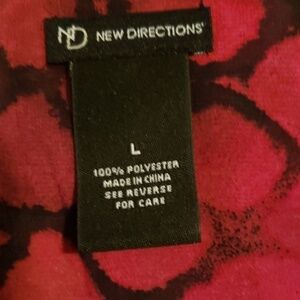 ND NEW DIRECTIONS®
L
100% POLYESTER
MADE IN CHINA
SEE REVERSE
FOR CARE